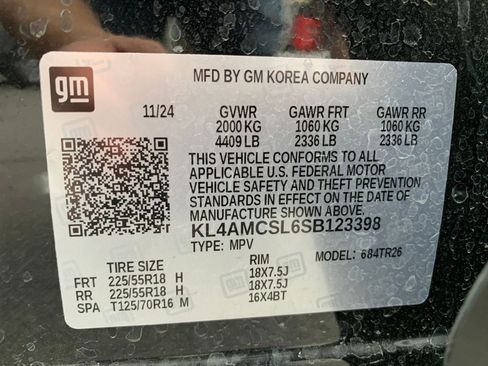 gm
MFD BY GM KOREA COMPANY
11/24 GVWR GAWR FRT GAWR RR
2000 KG 1060 KG 1060 KG
4409 LB 2336 LB 2336 LB
THIS VEHICLE CONFORMS TO ALL
APPLICABLE U.S. FEDERAL MOTOR
VEHICLE SAFETY AND THEFT PREVENTION
STANDARDS IN EFFECT ON THE DATE OF
MANUFACTURE SHOWN ABOVE.
KL4AMCSL6SB123398
TYPE: MPV MODEL: 684TR26
TIRE SIZE RIM
FRT 225/55R18 H 18X7.5J
RR 225/55R18 H 18X7.5J
SPA T125/70R16 M 16X4BT